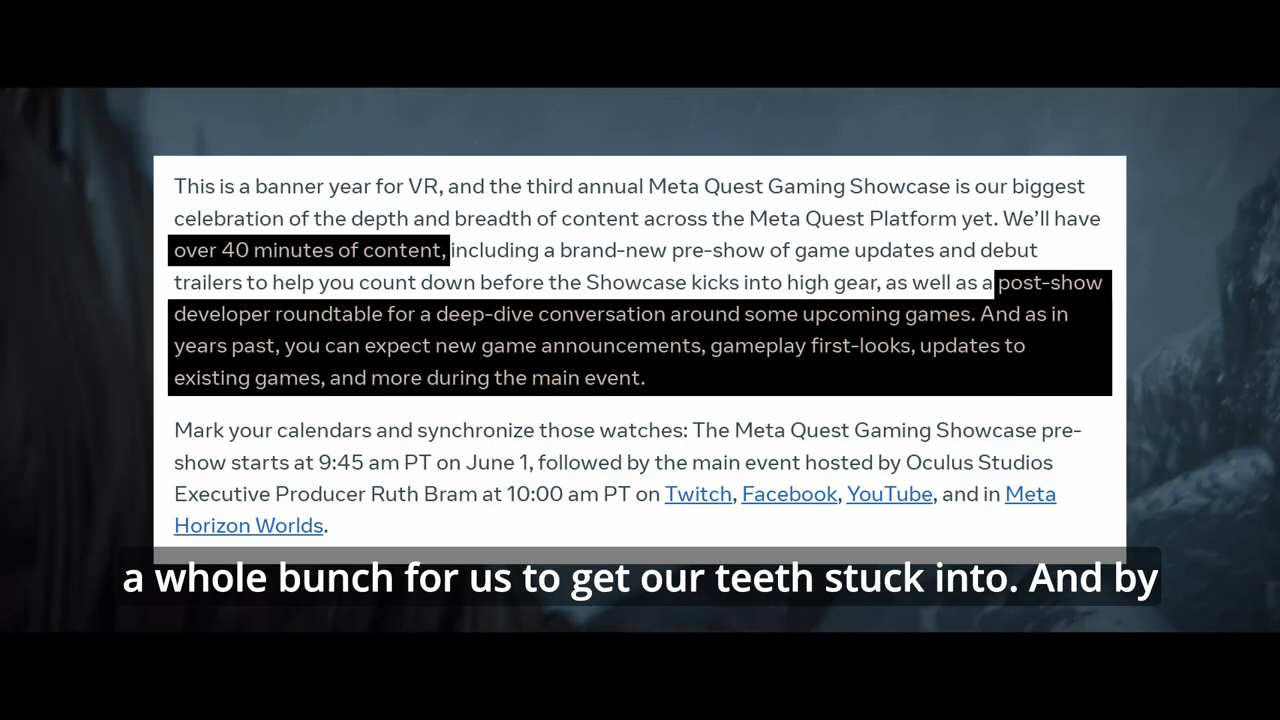 This is a banner year for VR, and the third annual Meta Quest Gaming Showcase is our biggest
celebration of the depth and breadth of content across the Meta Quest Platform yet. We’ll have
over 40 minutes of content, including a brand-new pre-show of game updates and debut
trailers to help you count down before the Showcase kicks into high gear, as well as a post-show
developer roundtable for a deep-dive conversation around some upcoming games. And as in
years past, you can expect new game announcements, gameplay first-looks, updates to
existing games, and more during the main event.
Mark your calendars and synchronize those watches: The Meta Quest Gaming Showcase pre-
show starts at 9:45 am PT on June 1, followed by the main event hosted by Oculus Studios
Executive Producer Ruth Bram at 10:00 am PT on Twitch, Facebook, YouTube, and in Meta
Horizon Worlds.
a whole bunch for us to get our teeth stuck into. And by